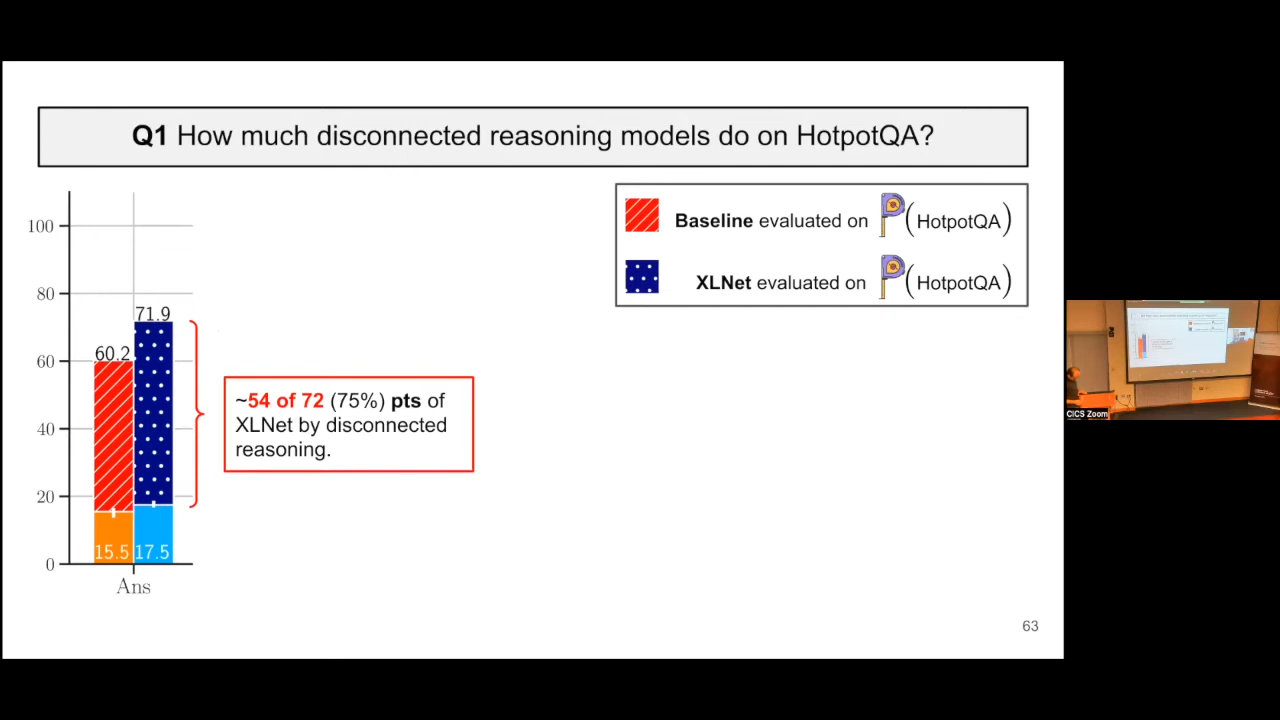 Q1 How much disconnected reasoning models do on HotpotQA?
Baseline evaluated on (HotpotQA)
XLNet evaluated on (HotpotQA)
100
80
60
40
20
0
60.2
71.9
15.5
17.5
Ans
~54 of 72 (75%) pts of
XLNet by disconnected
reasoning.
63
CICS Zoom